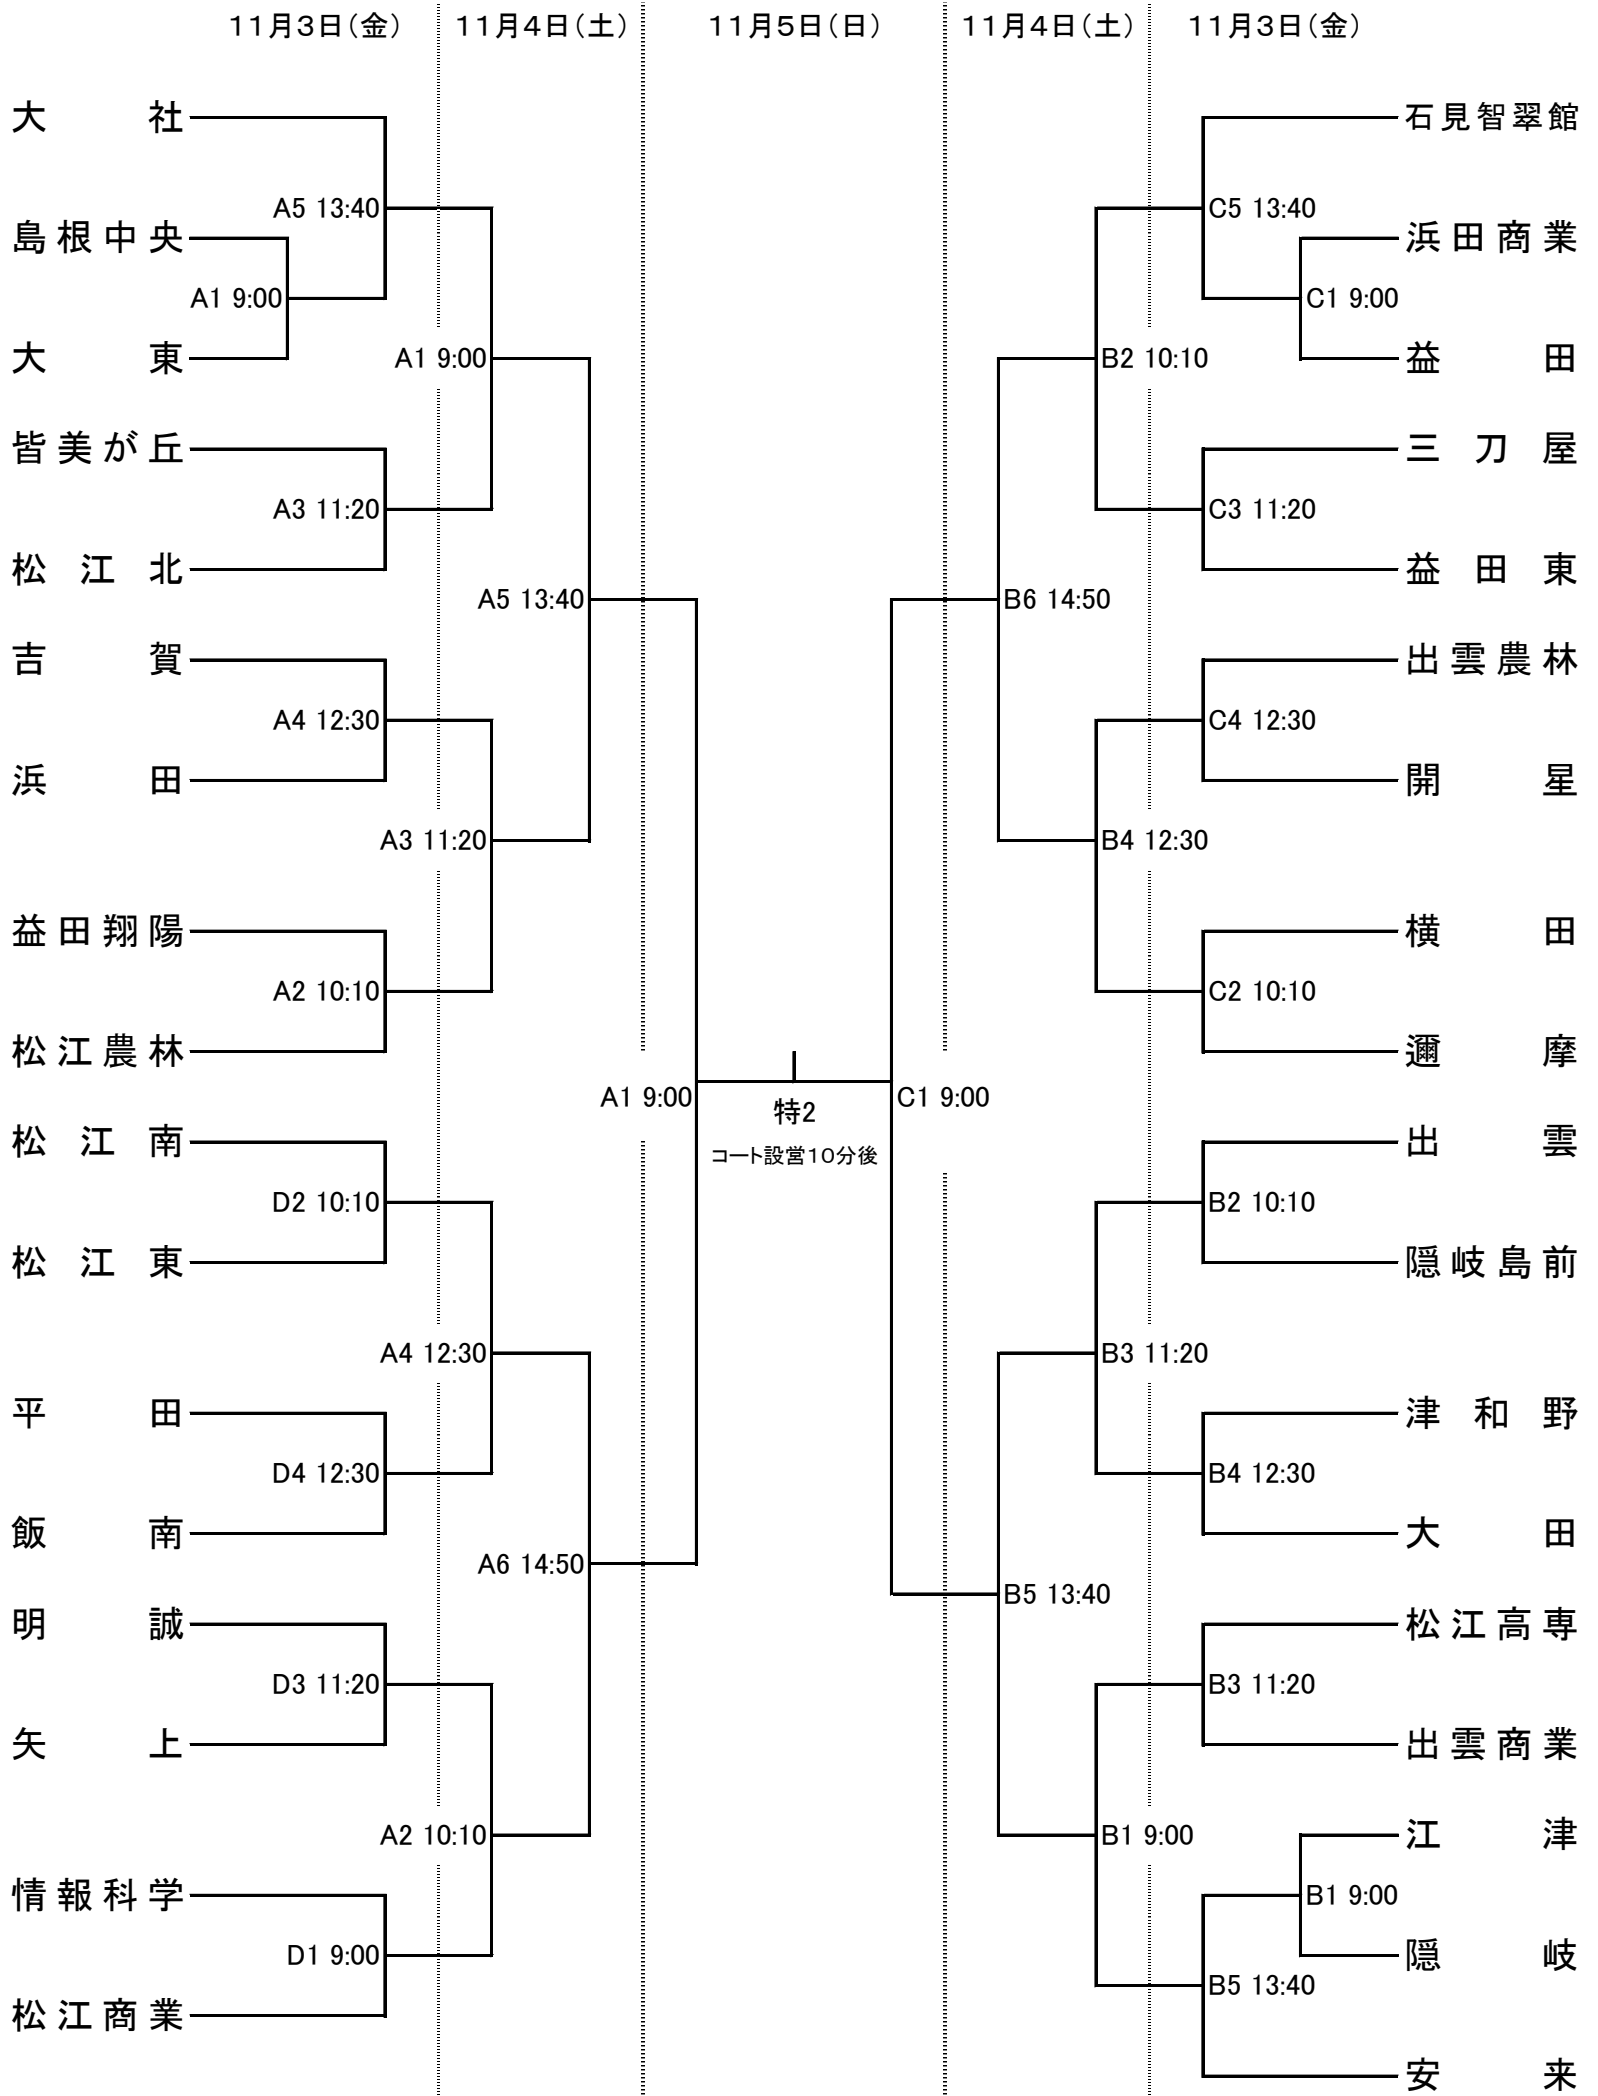 11月3日(金) 11月4日(土) 11月5日(日) 11月4日(土) 11月3日(金)
大社 石見智翠館
A5 13:40 C5 13:40
島根中央 浜田商業
A1 9:00 C1 9:00
大東 A1 9:00 B2 10:10 益田
皆美が丘 三刀屋
A3 11:20 C3 11:20
松江北 益田東
A5 13:40 B6 14:50
吉賀 出雲農林
A4 12:30 C4 12:30
浜田 開星
A3 11:20 B4 12:30
益田翔陽 横田
A2 10:10 C2 10:10
松江農林 邇摩
A1 9:00 C1 9:00
特2
松江南 コート設営10分後 出雲
D2 10:10 B2 10:10
松江東 隠岐島前
A4 12:30 B3 11:20
平田 津和野
D4 12:30 B4 12:30
飯南 大田
A6 14:50 B5 13:40
明誠 松江高専
D3 11:20 B3 11:20
矢上 出雲商業
A2 10:10 B1 9:00 江津
情報科学 B1 9:00
D1 9:00 隠岐
B5 13:40
松江商業
安来